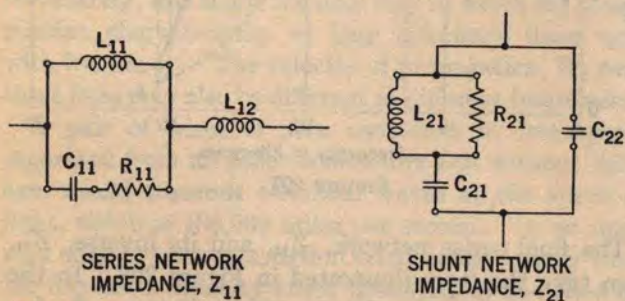 L₁₁
L₁₂
C₁₁ R₁₁
SERIES NETWORK
IMPEDANCE, Z₁₁
L₂₁ R₂₁
C₂₂
C₂₁
SHUNT NETWORK
IMPEDANCE, Z₂₁